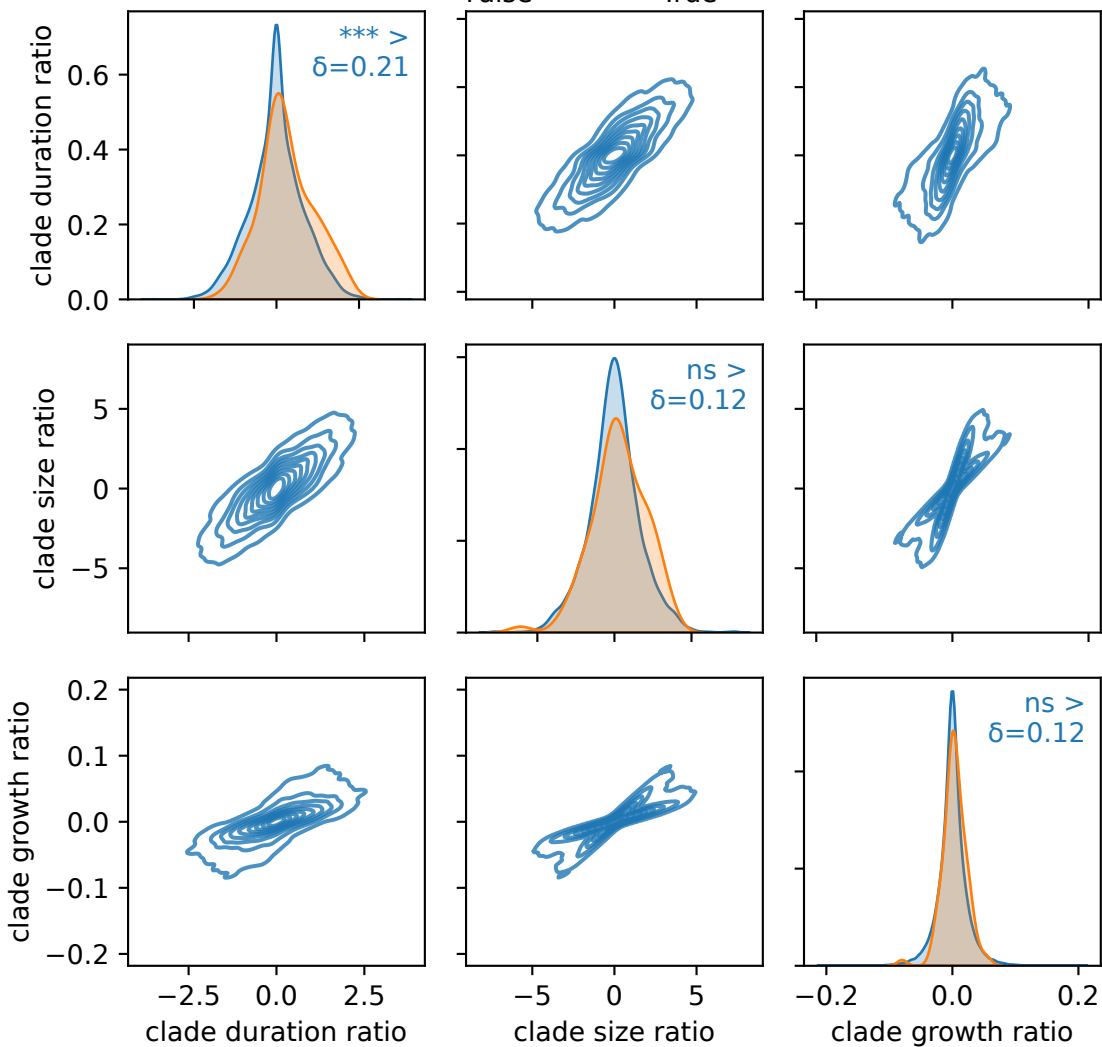 clade duration ratio
0.6
0.4
0.2
0.0
*** >
δ=0.21
clade size ratio
5
0
−5
ns >
δ=0.12
clade growth ratio
0.2
0.1
0.0
−0.1
−0.2
ns >
δ=0.12
−2.5 0.0 2.5
−5 0 5
−0.2 0.0 0.2
clade duration ratio
clade size ratio
clade growth ratio